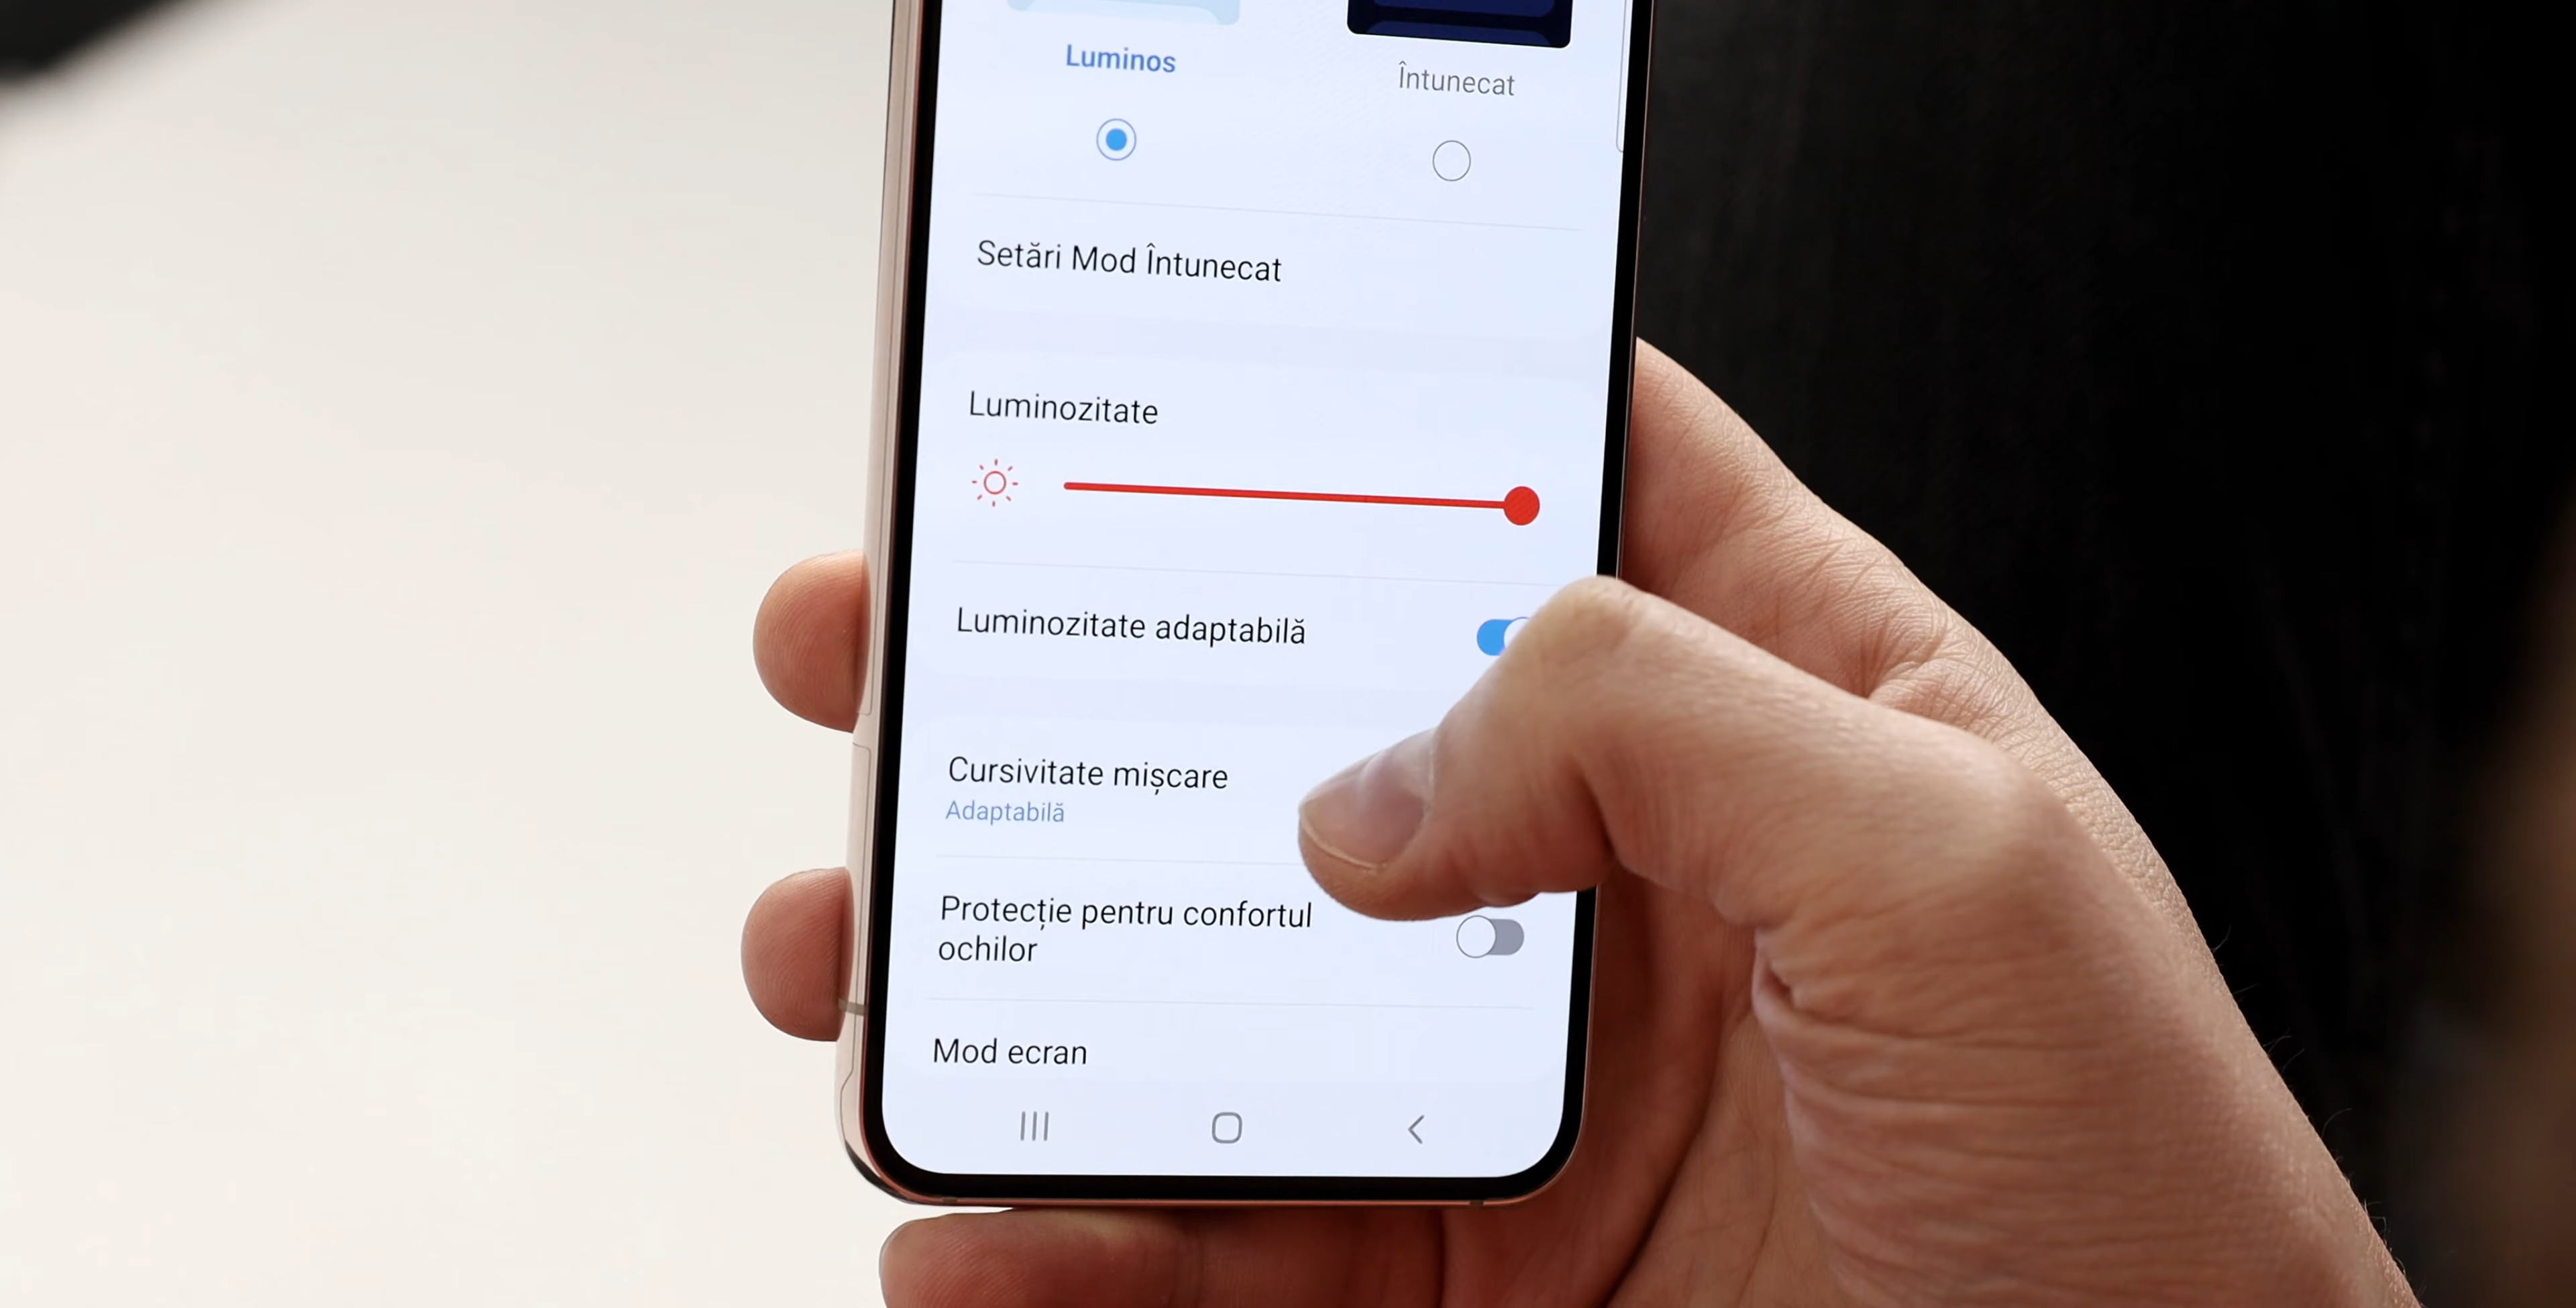 Luminos
Întunecat
Setări Mod Întunecat
Luminozitate
Luminozitate adaptabilă
Cursivitate mișcare
Adaptabilă
Protecție pentru confortul
ochilor
Mod ecran